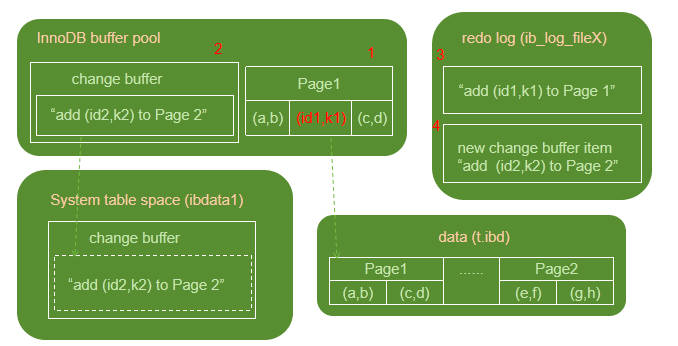 InnoDB buffer pool
2
change buffer
“add (id2,k2) to Page 2”
1
Page1
(a,b)
(id1,k1)
(c,d)
redo log (ib_log_fileX)
3
“add (id1,k1) to Page 1”
4
new change buffer item
“add (id2,k2) to Page 2”
System table space (ibdata1)
change buffer
“add (id2,k2) to Page 2”
data (t.ibd)
Page1
......
Page2
(a,b)
(c,d)
(e,f)
(g,h)